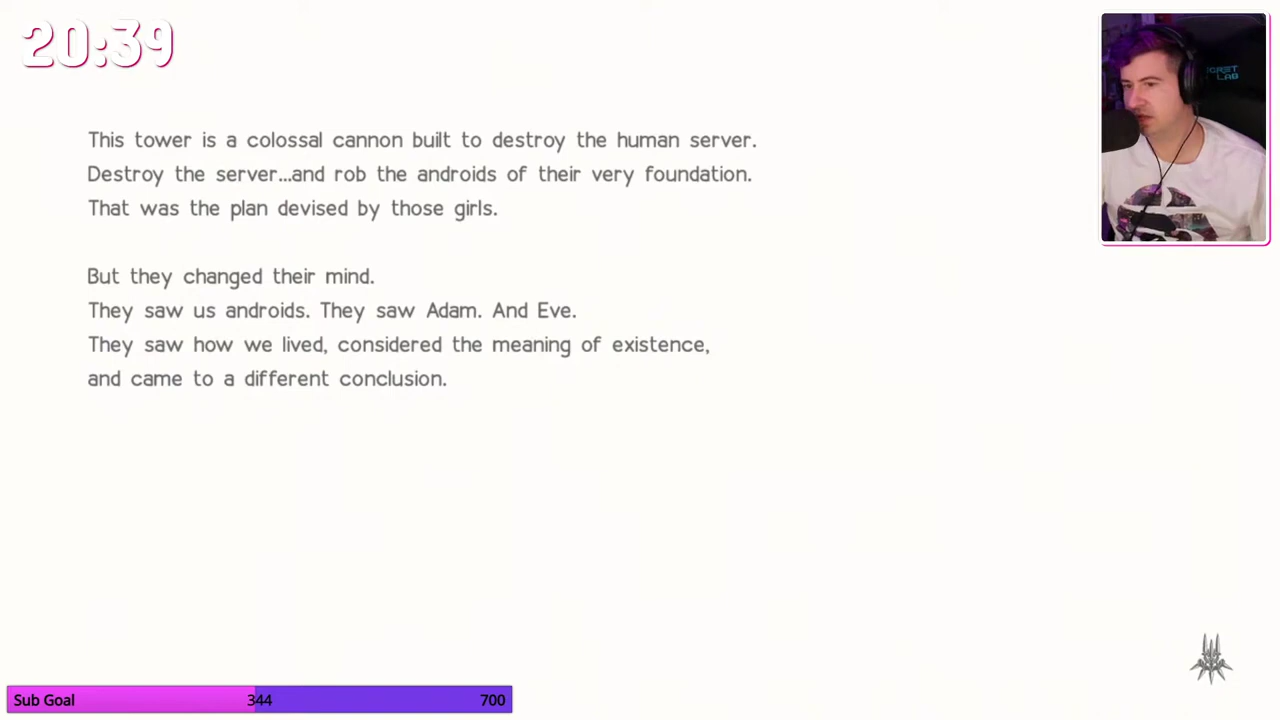 20:39
This tower is a colossal cannon built to destroy the human server.
Destroy the server...and rob the androids of their very foundation.
That was the plan devised by those girls.
But they changed their mind.
They saw us androids. They saw Adam. And Eve.
They saw how we lived, considered the meaning of existence,
and came to a different conclusion.
Sub Goal 344 700